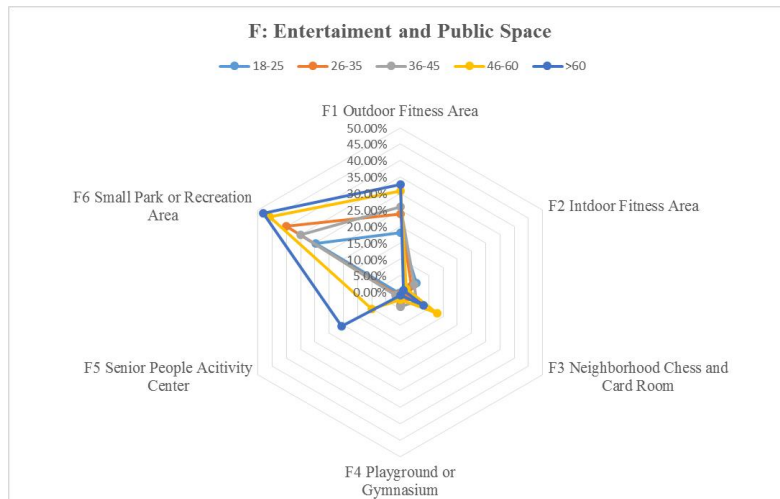 F: Entertaiment and Public Space
18-25 26-35 36-45 46-60 >60
F1 Outdoor Fitness Area
50.00%
45.00%
40.00%
35.00%
30.00%
25.00%
20.00%
15.00%
10.00%
5.00%
0.00%
F2 Intdoor Fitness Area
F3 Neighborhood Chess and
Card Room
F4 Playground or
Gymnasium
F5 Senior People Acitivity
Center
F6 Small Park or Recreation
Area